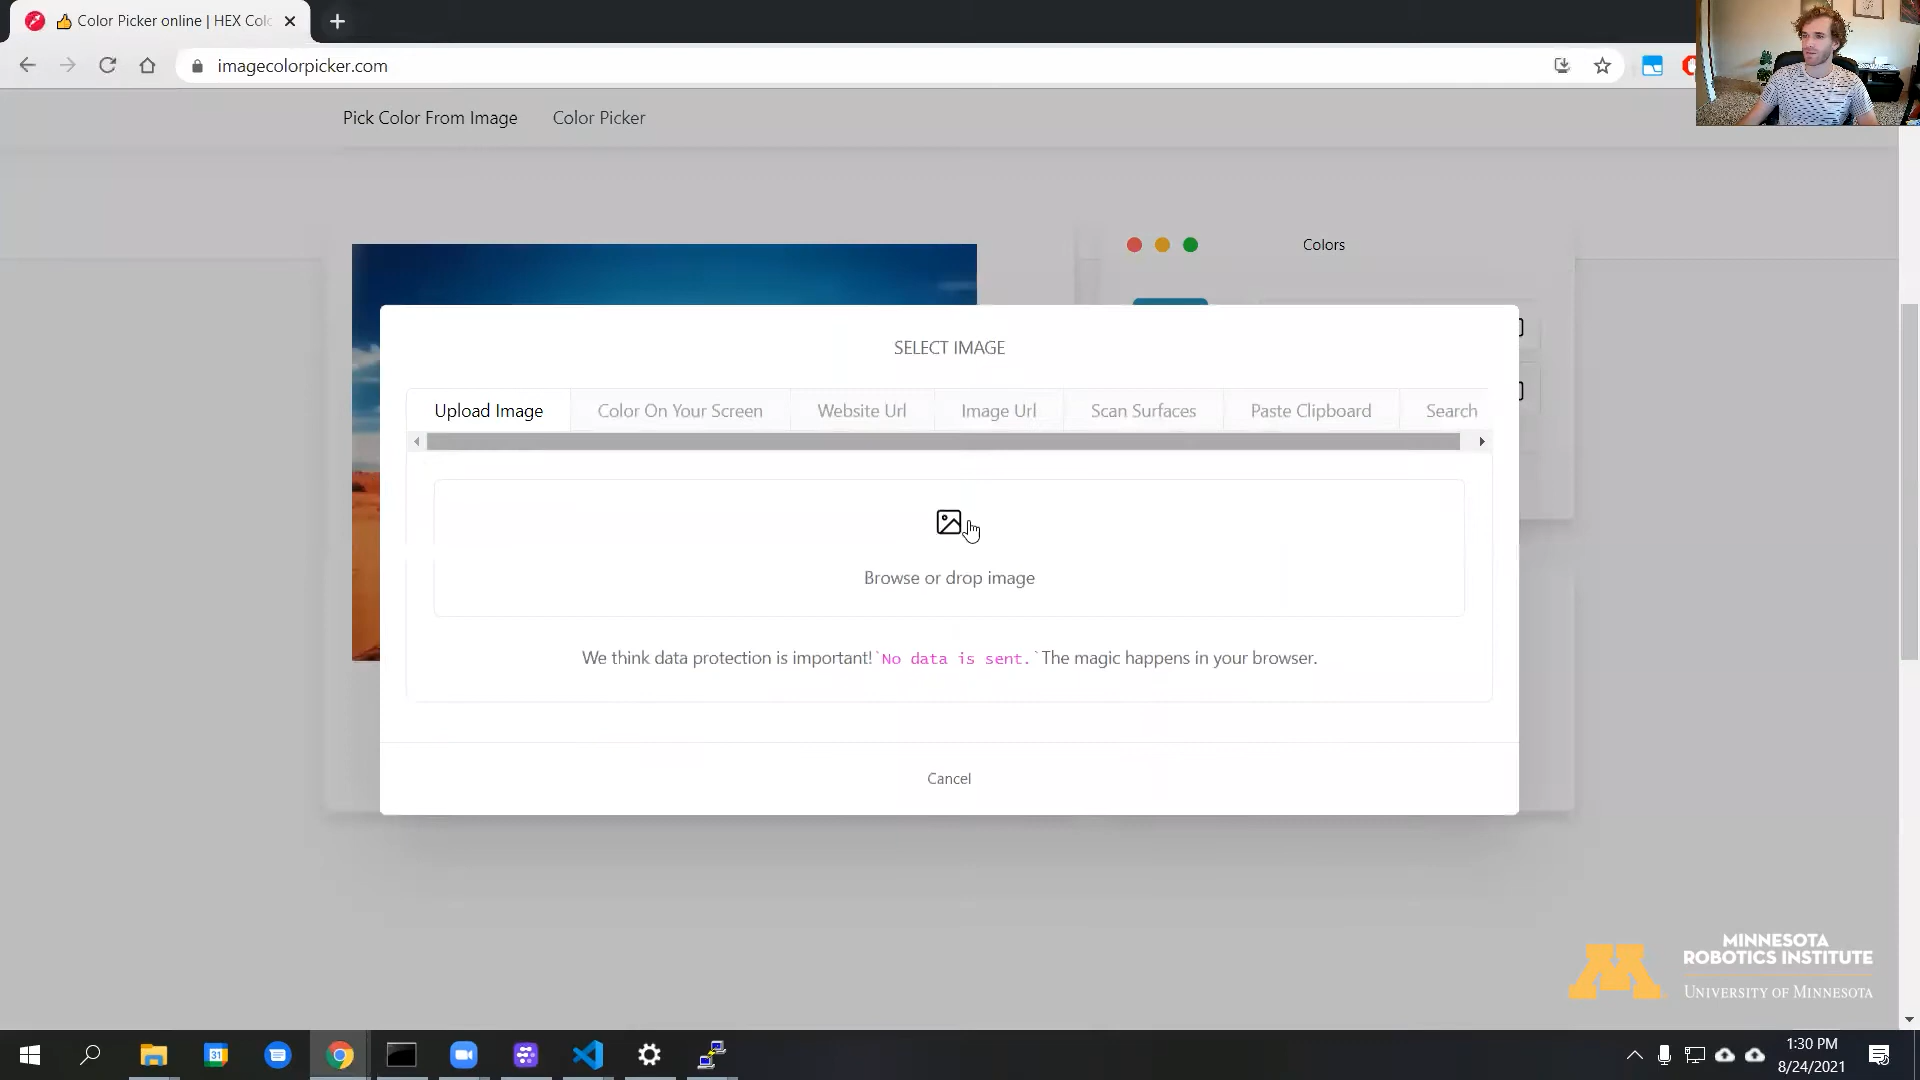 👍 Color Picker online | HEX Colo
imagecolorpicker.com
Pick Color From Image
Color Picker
Colors
SELECT IMAGE
Upload Image
Color On Your Screen
Website Url
Image Url
Scan Surfaces
Paste Clipboard
Search
Browse or drop image
We think data protection is important!`No data is sent.`The magic happens in your browser.
Cancel
MINNESOTA
ROBOTICS INSTITUTE
UNIVERSITY OF MINNESOTA
31
1:30 PM
8/24/2021